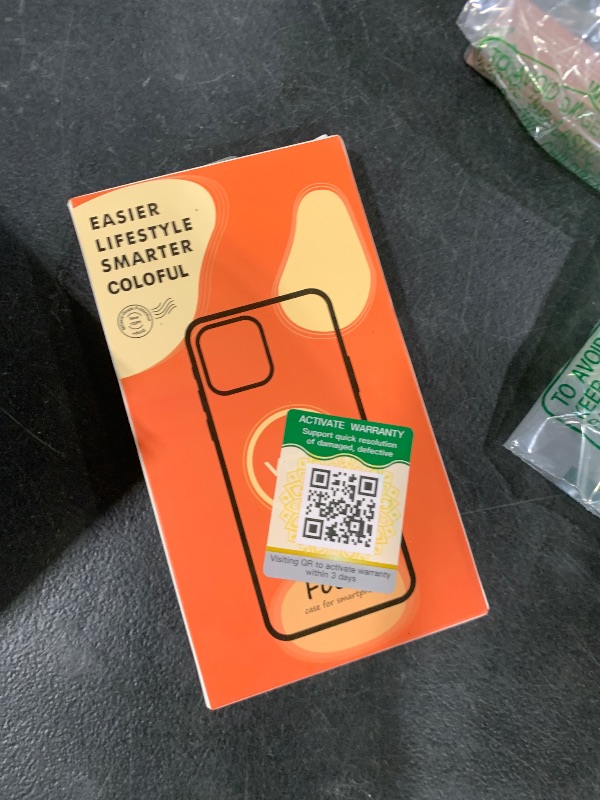 EASIER
LIFESTYLE
SMARTER
COLOFUL
ACTIVATE WARRANTY
Support quick resolution
of damaged, defective
Visiting QR to activate warranty
within 3 days
case for smartph
TO AVOID